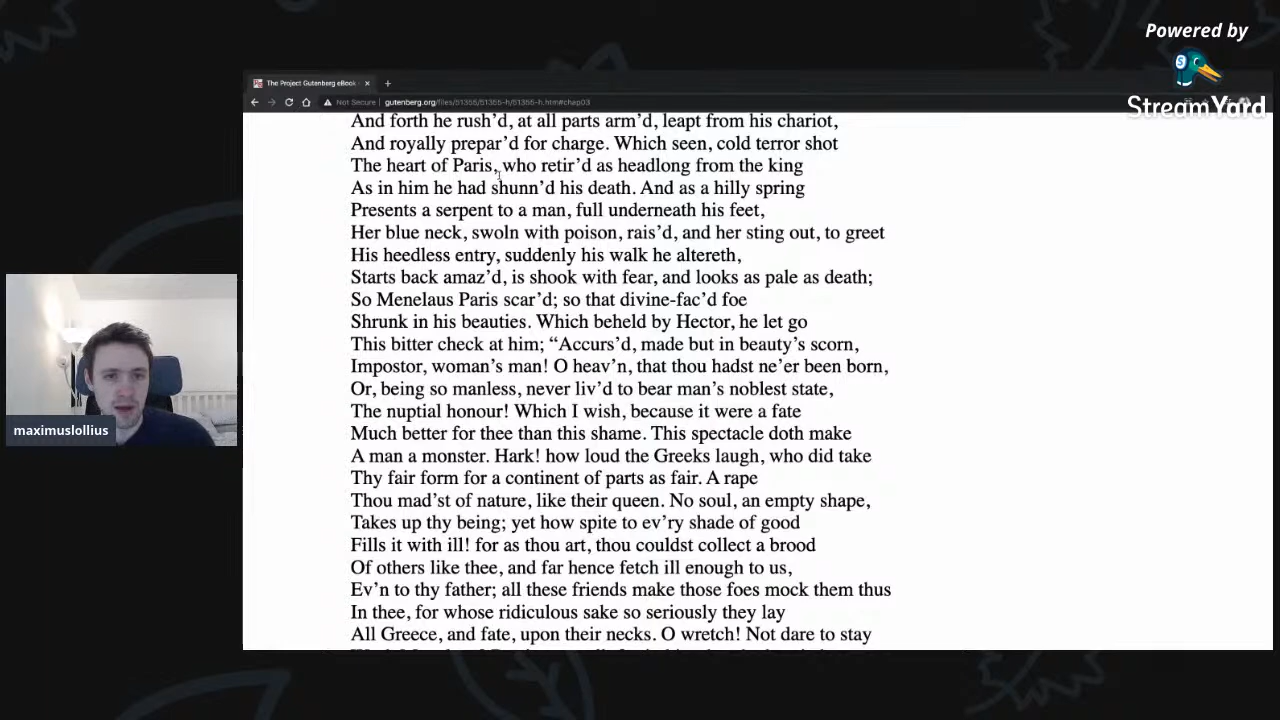 Powered by
StreamYard
The Project Gutenberg eBook
Not Secure
gutenberg.org/files/51355/51355-h/51355-h.htm#chap03
And forth he rush’d, at all parts arm’d, leapt from his chariot,
And royally prepar’d for charge. Which seen, cold terror shot
The heart of Paris, who retir’d as headlong from the king
As in him he had shunn’d his death. And as a hilly spring
Presents a serpent to a man, full underneath his feet,
Her blue neck, swoln with poison, rais’d, and her sting out, to greet
His heedless entry, suddenly his walk he altereth,
Starts back amaz’d, is shook with fear, and looks as pale as death;
So Menelaus Paris scar’d; so that divine-fac’d foe
Shrunk in his beauties. Which beheld by Hector, he let go
This bitter check at him; “Accurs’d, made but in beauty’s scorn,
Impostor, woman’s man! O heav’n, that thou hadst ne’er been born,
Or, being so manless, never liv’d to bear man’s noblest state,
The nuptial honour! Which I wish, because it were a fate
Much better for thee than this shame. This spectacle doth make
A man a monster. Hark! how loud the Greeks laugh, who did take
Thy fair form for a continent of parts as fair. A rape
Thou mad’st of nature, like their queen. No soul, an empty shape,
Takes up thy being; yet how spite to ev’ry shade of good
Fills it with ill! for as thou art, thou couldst collect a brood
Of others like thee, and far hence fetch ill enough to us,
Ev’n to thy father; all these friends make those foes mock them thus
In thee, for whose ridiculous sake so seriously they lay
All Greece, and fate, upon their necks. O wretch! Not dare to stay
maximuslollius